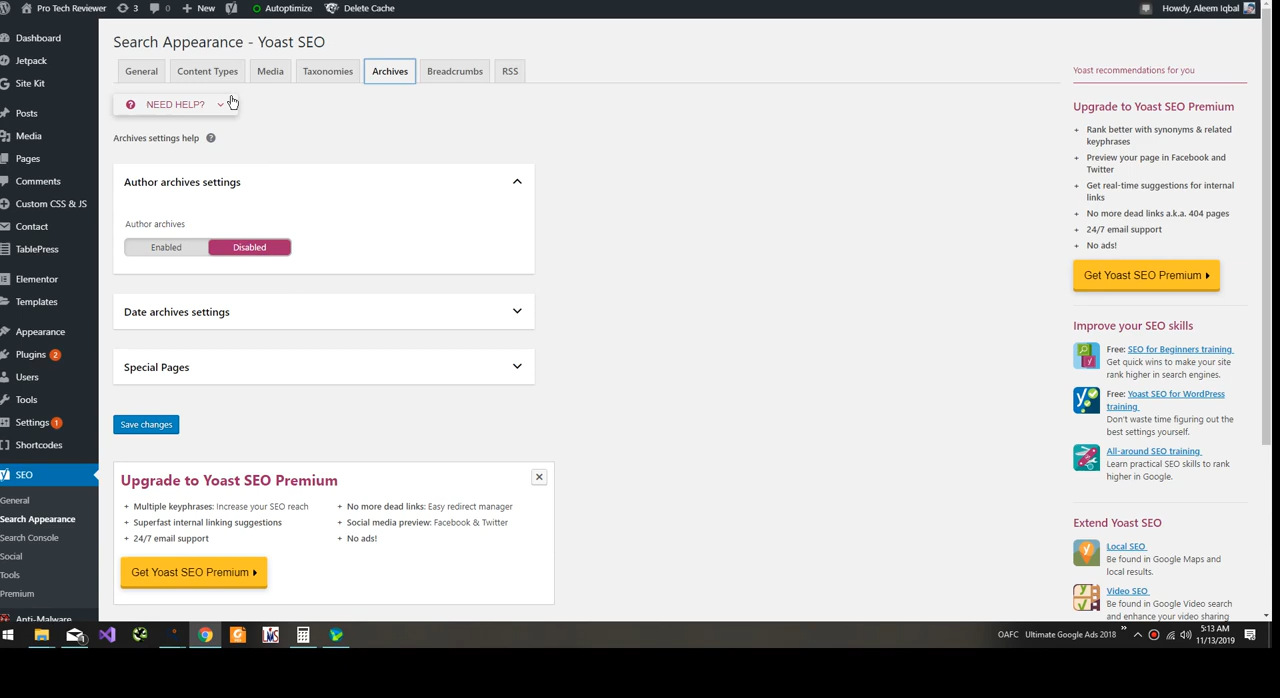 Pro Tech Reviewer
3
0
New
Autoptimize
Delete Cache
Howdy, Aleem Iqbal
Dashboard
Jetpack
Site Kit
Posts
Media
Pages
Comments
Custom CSS & JS
Contact
TablePress
Elementor
Templates
Appearance
Plugins 2
Users
Tools
Settings 1
Shortcodes
SEO
General
Search Appearance
Search Console
Social
Tools
Premium
Anti-Malware
Search Appearance - Yoast SEO
General
Content Types
Media
Taxonomies
Archives
Breadcrumbs
RSS
NEED HELP?
Archives settings help
Author archives settings
Author archives
Enabled
Disabled
Date archives settings
Special Pages
Save changes
Upgrade to Yoast SEO Premium
+ Multiple keyphrases: Increase your SEO reach
+ Superfast internal linking suggestions
+ 24/7 email support
+ No more dead links: Easy redirect manager
+ Social media preview: Facebook & Twitter
+ No ads!
Get Yoast SEO Premium
Yoast recommendations for you
Upgrade to Yoast SEO Premium
+ Rank better with synonyms & related
keyphrases
+ Preview your page in Facebook and
Twitter
+ Get real-time suggestions for internal
links
+ No more dead links a.k.a. 404 pages
+ 24/7 email support
+ No ads!
Get Yoast SEO Premium
Improve your SEO skills
Free: SEO for Beginners training
Get quick wins to make your site
rank higher in search engines.
Free: Yoast SEO for WordPress
training
Don't waste time figuring out the
best settings yourself.
All-around SEO training
Learn practical SEO skills to rank
higher in Google.
Extend Yoast SEO
Local SEO
Be found in Google Maps and
local results.
Video SEO
Be found in Google Video search
and enhance your video sharing
OAFC
Ultimate Google Ads 2018
5:13 AM
11/13/2019